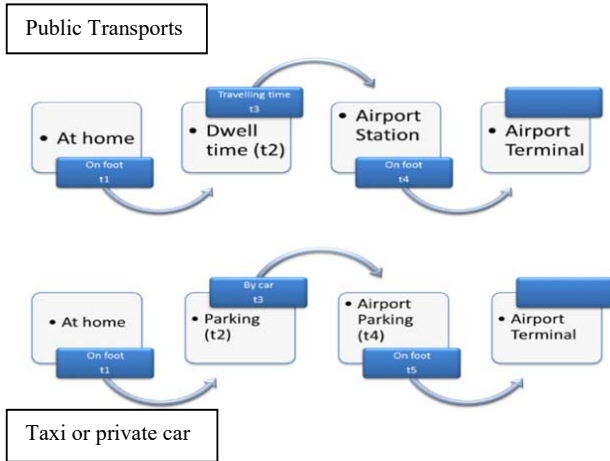 Public Transports
Travelling time
t3
• At home
• Dwell
time (t2)
• Airport
Station
• Airport
Terminal
On foot
t1
On foot
t4
By car
t3
• At home
• Parking
(t2)
• Airport
Parking
(t4)
• Airport
Terminal
On foot
t1
On foot
t5
Taxi or private car